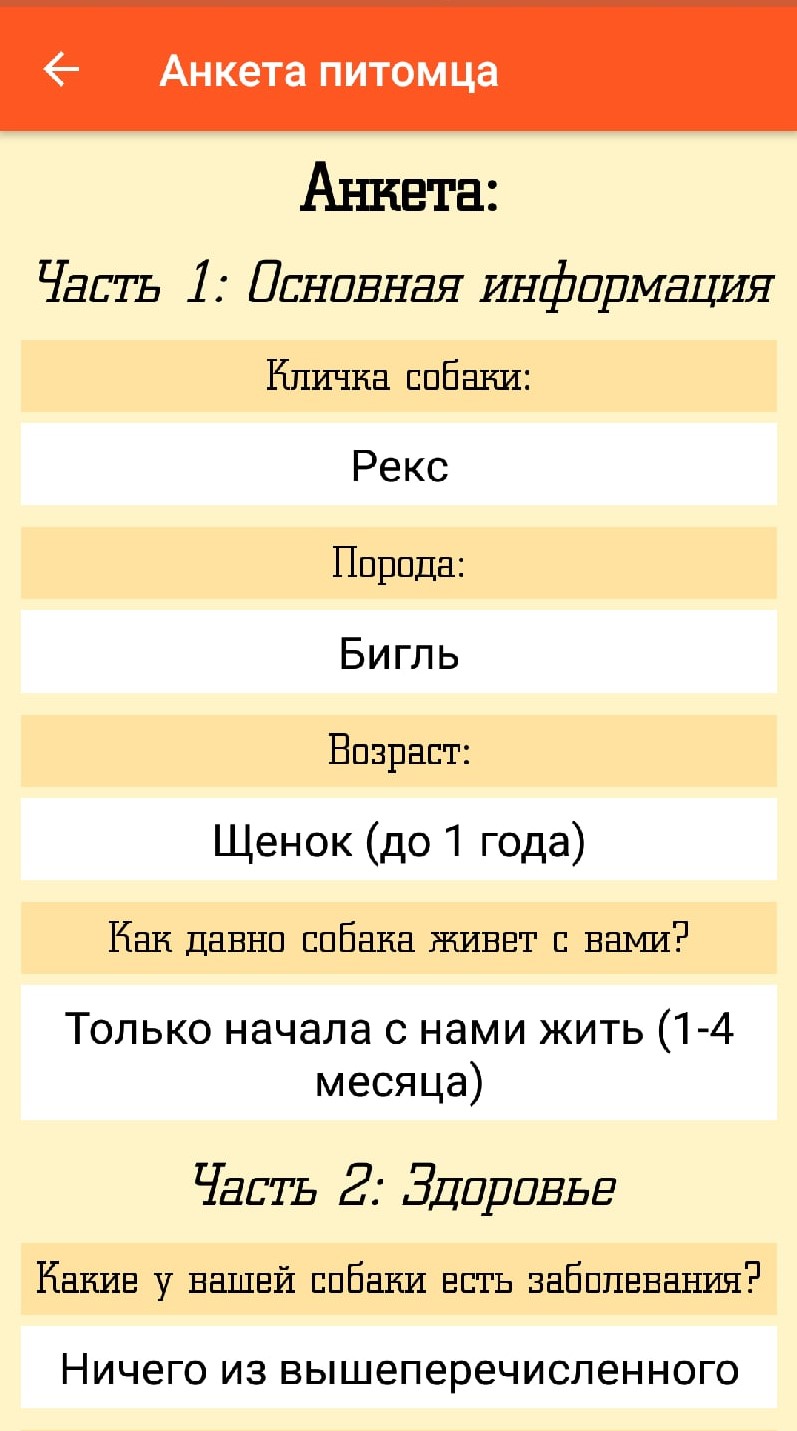 Анкета питомца
Анкета:
Часть 1: Основная информация
Кличка собаки:
Рекс
Порода:
Бигль
Возраст:
Щенок (до 1 года)
Как давно собака живет с вами?
Только начала с нами жить (1-4
месяца)
Часть 2: Здоровье
Какие у вашей собаки есть заболевания?
Ничего из вышеперечисленного